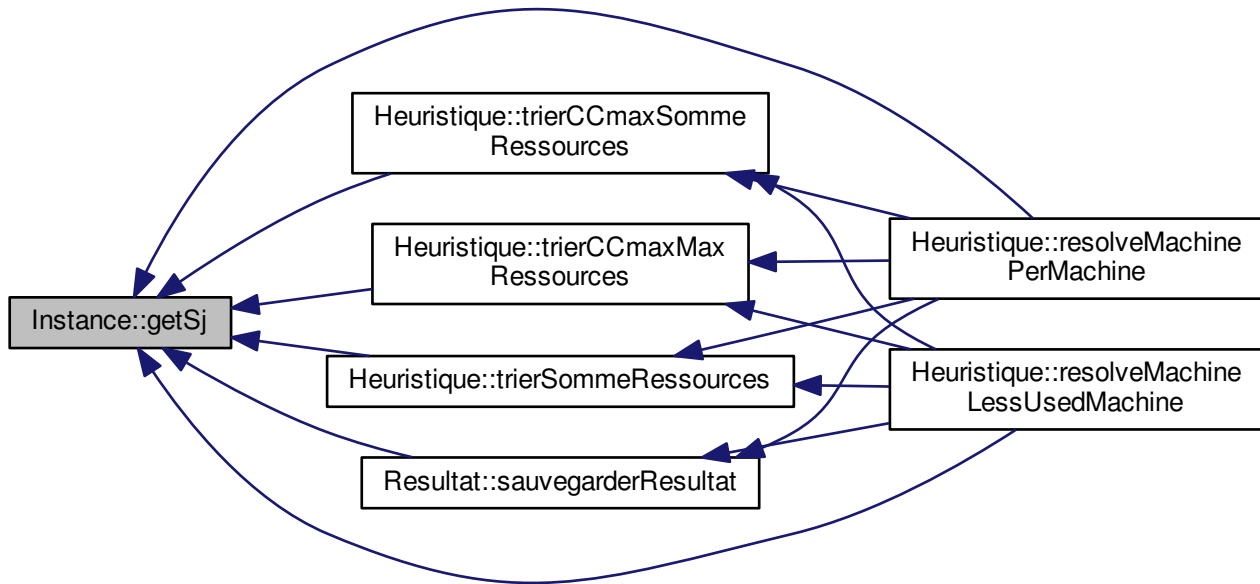 Heuristique::trierCCmaxSomme
Ressources
Heuristique::trierCCmaxMax
Ressources
Instance::getSj
Heuristique::trierSommeRessources
Resultat::sauvegarderResultat
Heuristique::resolveMachine
PerMachine
Heuristique::resolveMachine
LessUsedMachine